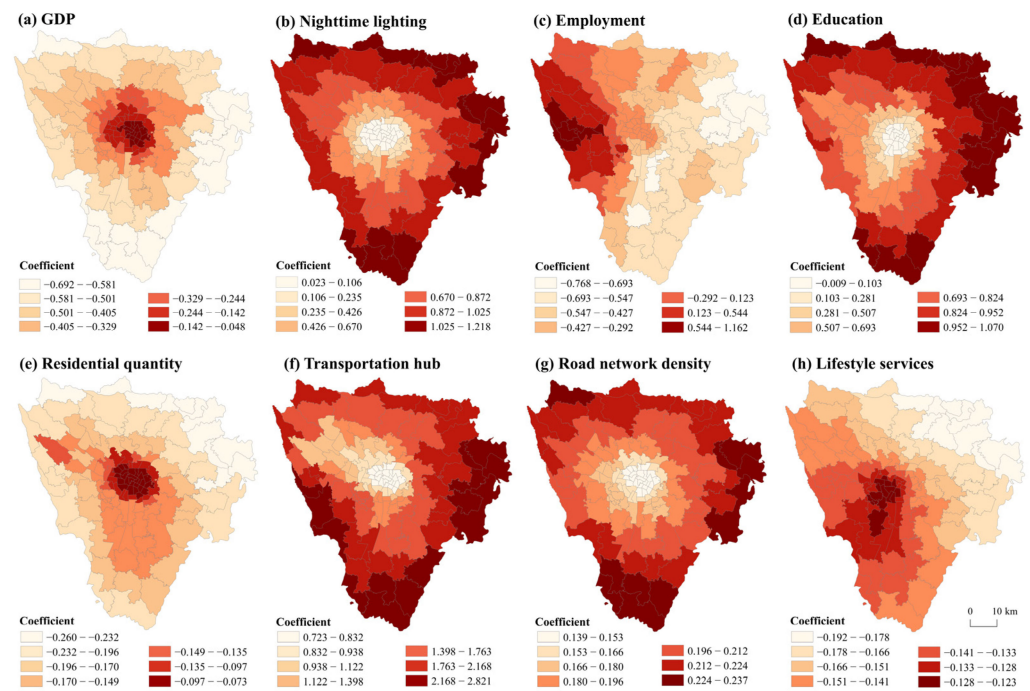 (a) GDP
(b) Nighttime lighting
(c) Employment
(d) Education
Coefficient
−0.692 – −0.581
−0.581 – −0.501
−0.501 – −0.405
−0.405 – −0.329
−0.329 – −0.244
−0.244 – −0.142
−0.142 – −0.048
Coefficient
0.023 – 0.106
0.106 – 0.235
0.235 – 0.426
0.426 – 0.670
0.670 – 0.872
0.872 – 1.025
1.025 – 1.218
Coefficient
−0.768 – −0.693
−0.693 – −0.547
−0.547 – −0.427
−0.427 – −0.292
−0.292 – 0.123
0.123 – 0.544
0.544 – 1.162
Coefficient
−0.009 – 0.103
0.103 – 0.281
0.281 – 0.507
0.507 – 0.693
0.693 – 0.824
0.824 – 0.952
0.952 – 1.070
(e) Residential quantity
(f) Transportation hub
(g) Road network density
(h) Lifestyle services
Coefficient
−0.260 – −0.232
−0.232 – −0.196
−0.196 – −0.170
−0.170 – −0.149
−0.149 – −0.135
−0.135 – −0.097
−0.097 – −0.073
Coefficient
0.723 – 0.832
0.832 – 0.938
0.938 – 1.122
1.122 – 1.398
1.398 – 1.763
1.763 – 2.168
2.168 – 2.821
Coefficient
0.139 – 0.153
0.153 – 0.166
0.166 – 0.180
0.180 – 0.196
0.196 – 0.212
0.212 – 0.224
0.224 – 0.237
0 10 km
Coefficient
−0.192 – −0.178
−0.178 – −0.166
−0.166 – −0.151
−0.151 – −0.141
−0.141 – −0.133
−0.133 – −0.128
−0.128 – −0.123